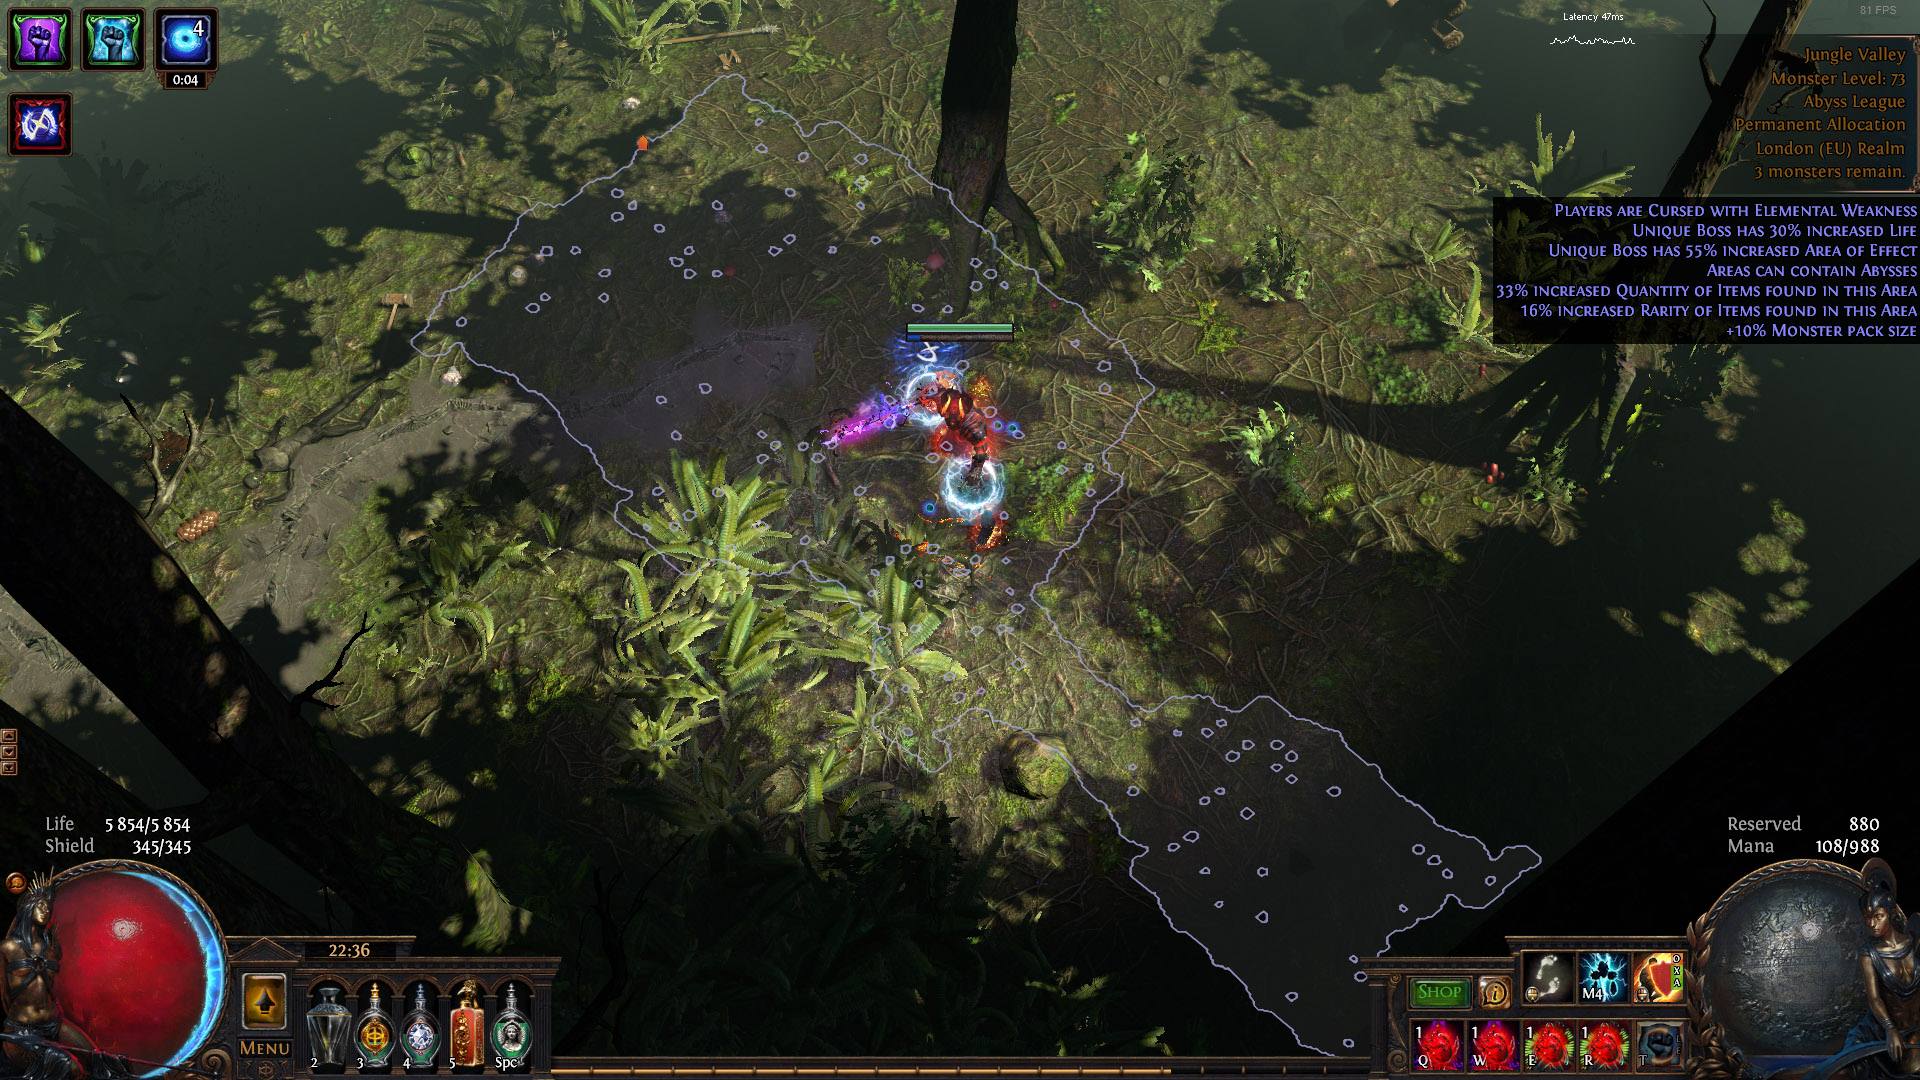 4
0:04
Latency 47ms
81 FPS
Jungle Valley
Monster Level: 73
Abyss League
Permanent Allocation
London (EU) Realm
3 monsters remain.
Players are Cursed with Elemental Weakness
Unique Boss has 30% increased Life
Unique Boss has 55% increased Area of Effect
Areas can contain Abysses
33% increased Quantity of Items found in this Area
16% increased Rarity of Items found in this Area
+10% Monster pack size
Life 5 854/5 854
Shield 345/345
Reserved 880
Mana 108/988
22:36
Menu
2 3 4 5 Spc
Shop
M4
O
X
A
1 1 1 1
Q W E R T